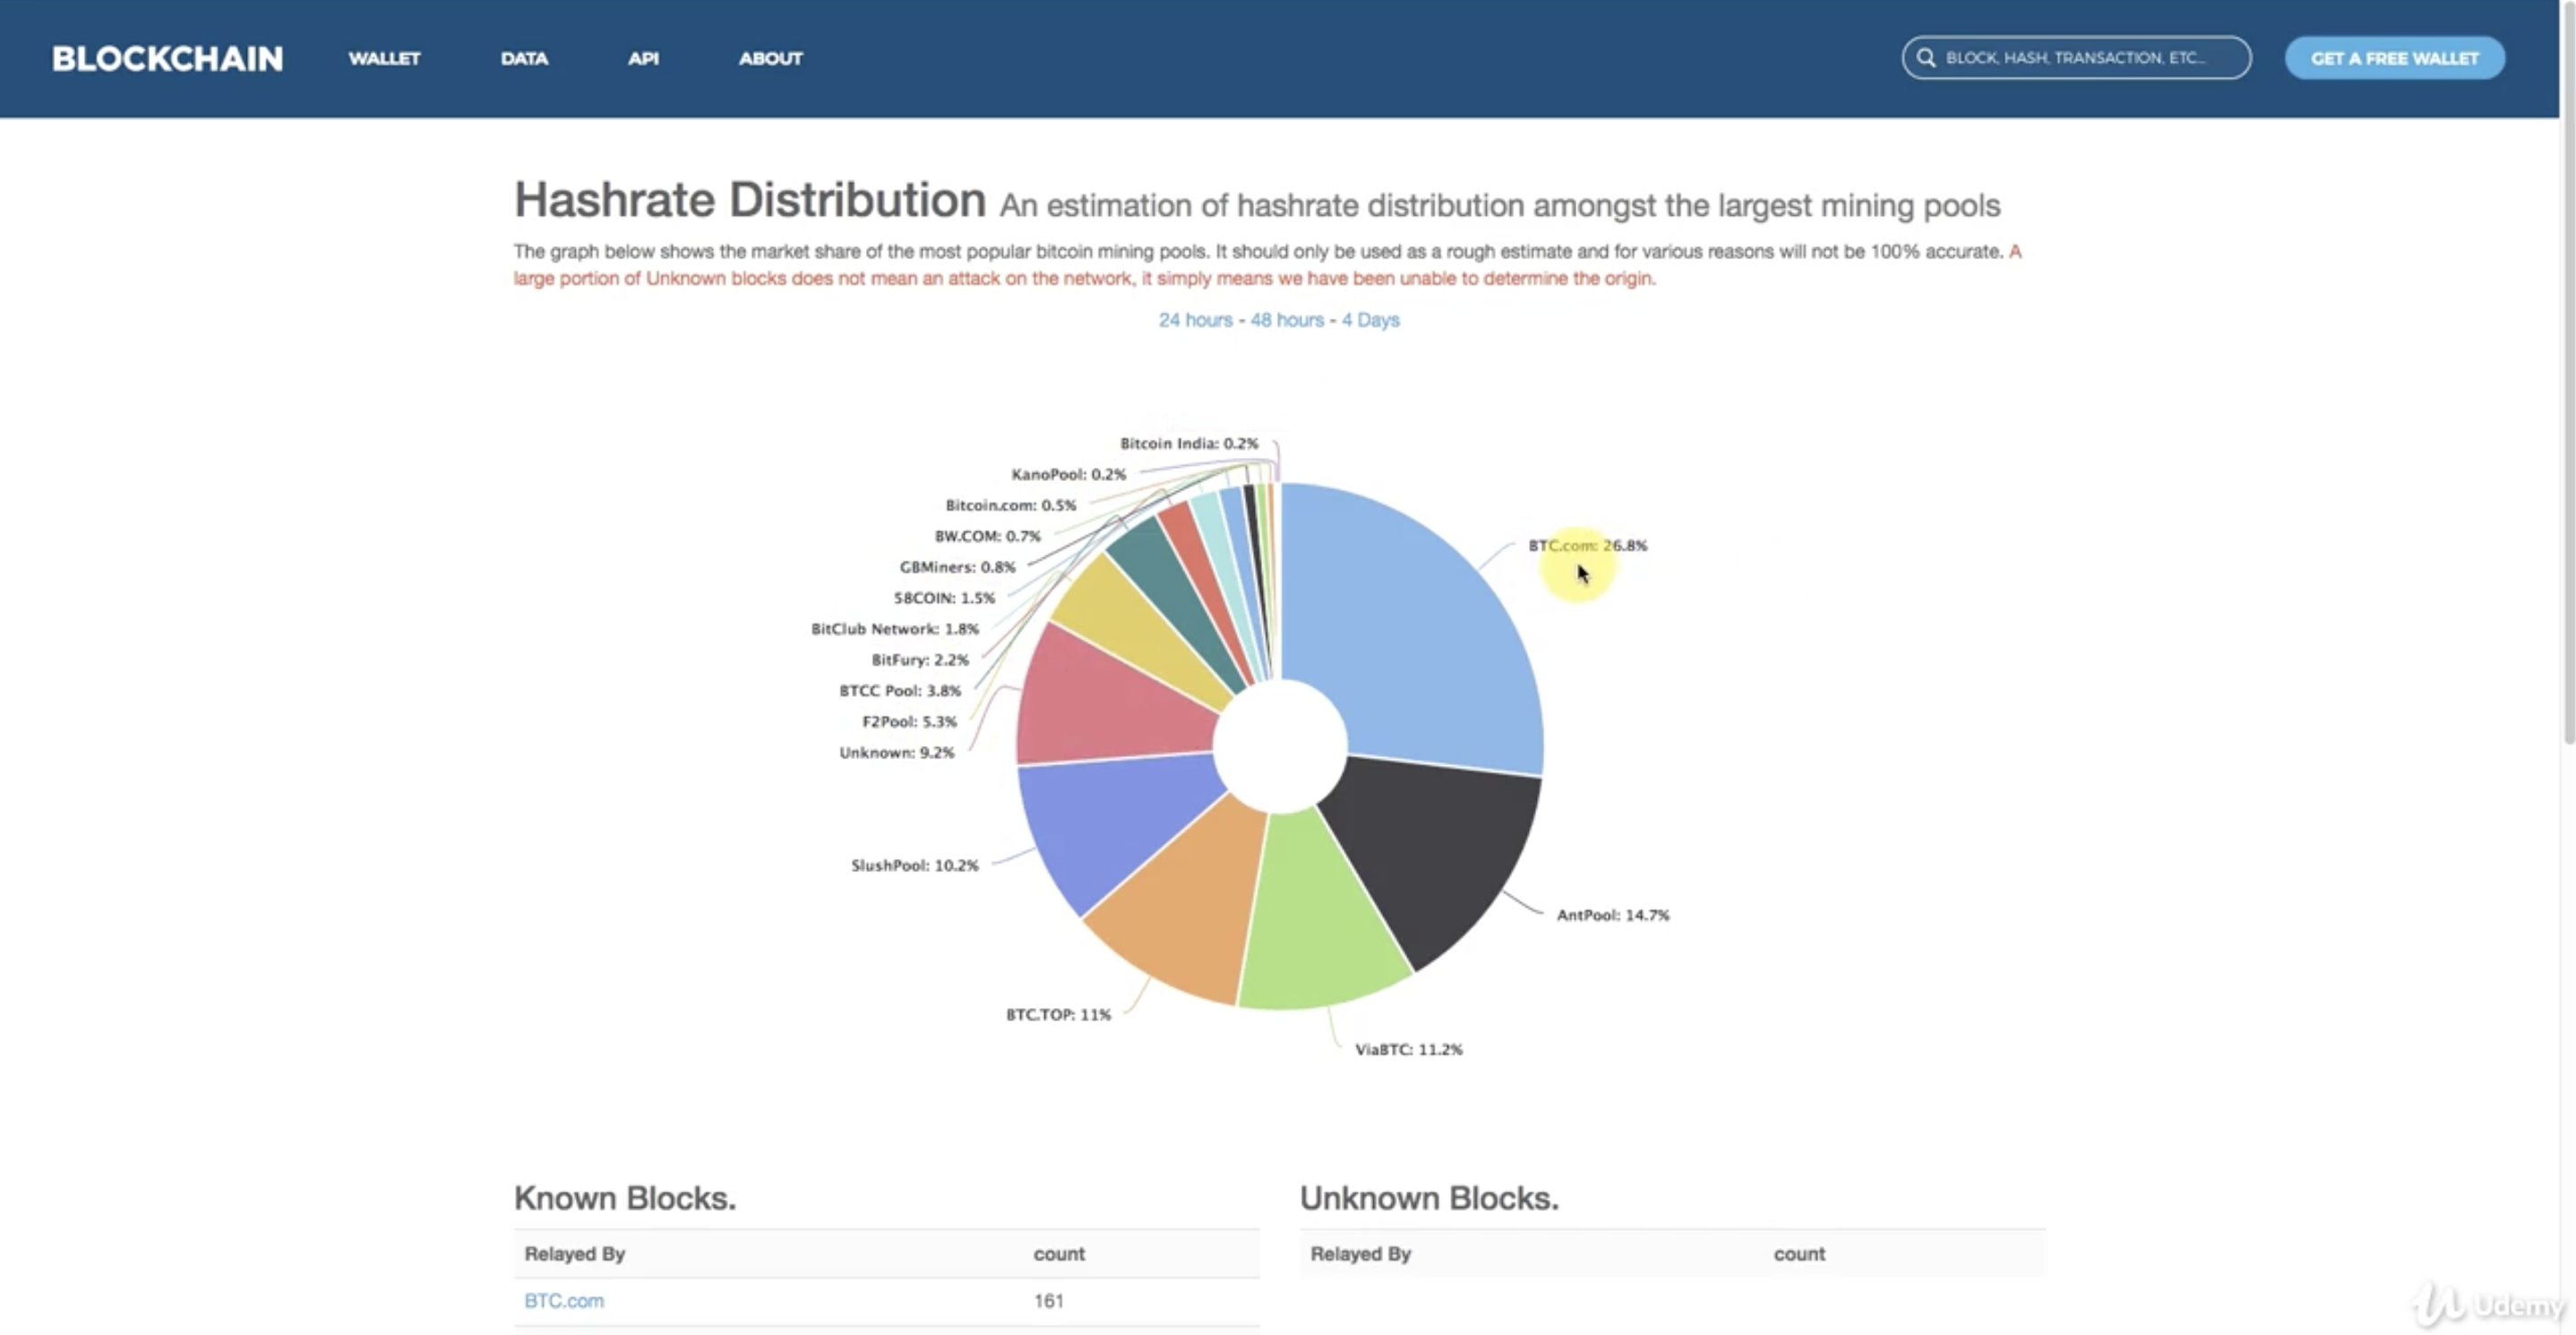 BLOCKCHAIN WALLET DATA API ABOUT BLOCK, HASH, TRANSACTION, ETC... GET A FREE WALLET
Hashrate Distribution An estimation of hashrate distribution amongst the largest mining pools
The graph below shows the market share of the most popular bitcoin mining pools. It should only be used as a rough estimate and for various reasons will not be 100% accurate. A
large portion of Unknown blocks does not mean an attack on the network, it simply means we have been unable to determine the origin.
24 hours - 48 hours - 4 Days
Bitcoin India: 0.2%
KanoPool: 0.2%
Bitcoin.com: 0.5%
BW.COM: 0.7%
GBMiners: 0.8%
58COIN: 1.5%
BitClub Network: 1.8%
BitFury: 2.2%
BTCC Pool: 3.8%
F2Pool: 5.3%
Unknown: 9.2%
SlushPool: 10.2%
BTC.TOP: 11%
ViaBTC: 11.2%
AntPool: 14.7%
BTC.com: 26.8%
Known Blocks.
Relayed By count
BTC.com 161
Unknown Blocks.
Relayed By count
Udemy